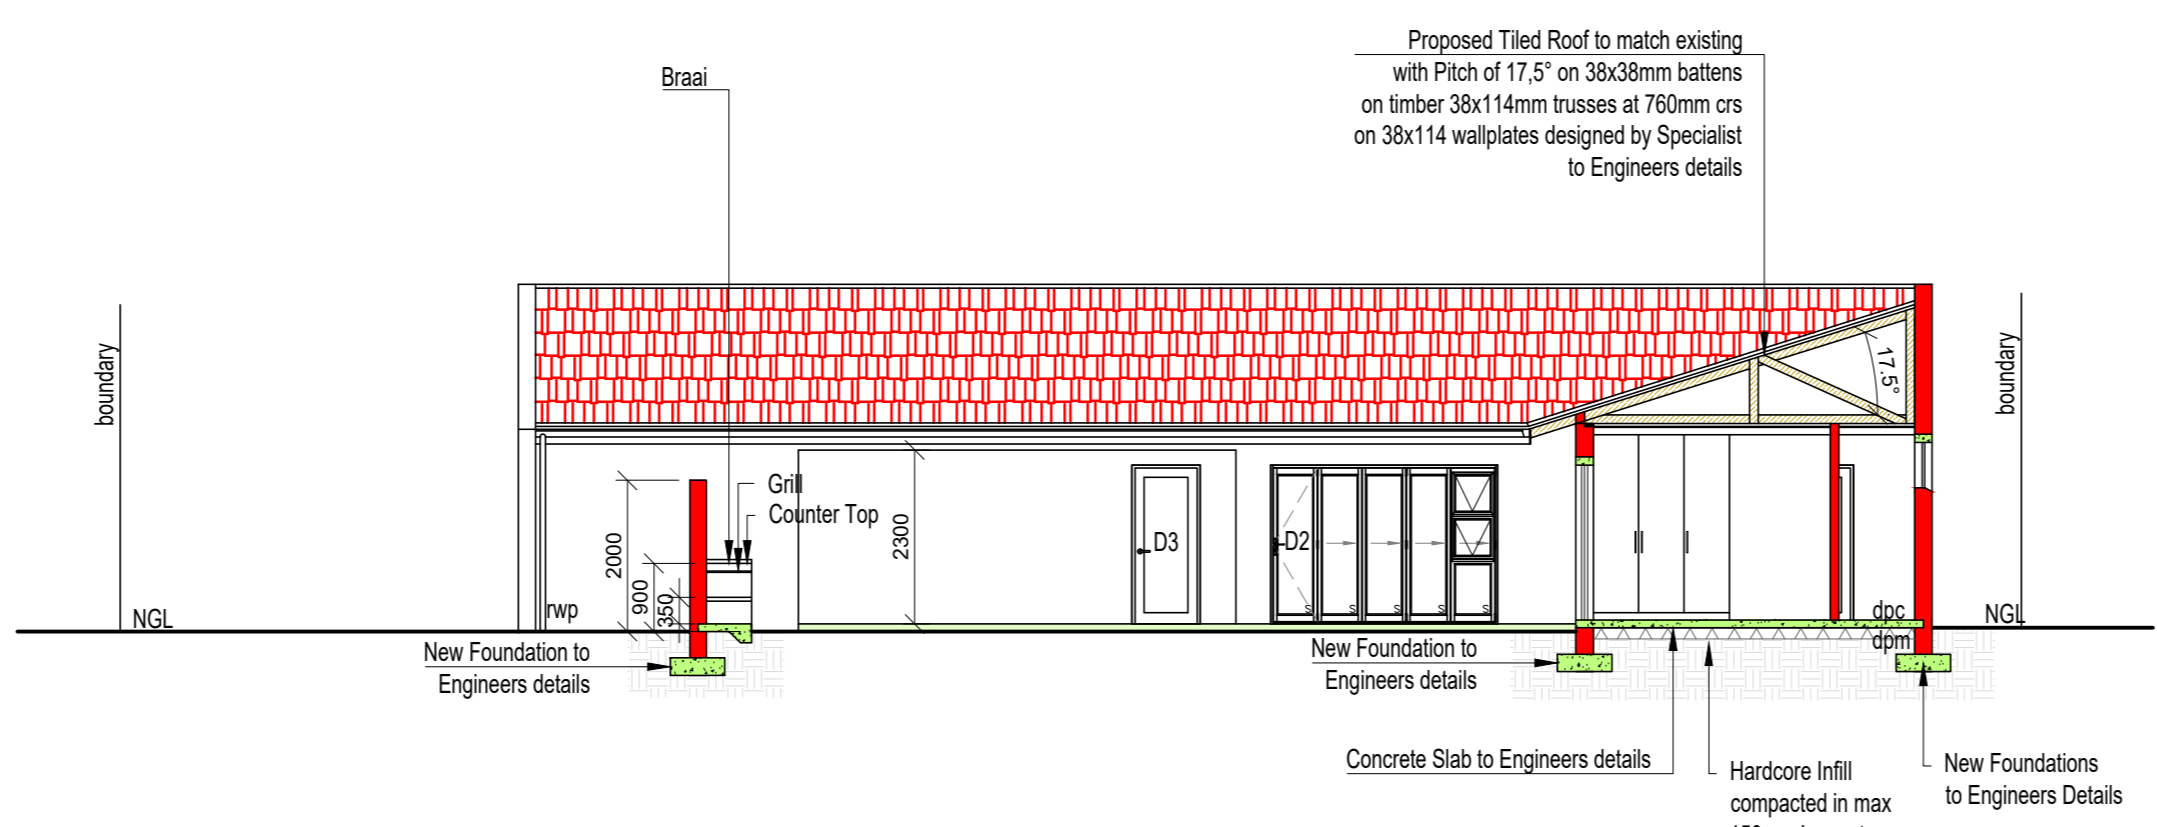 Proposed Tiled Roof to match existing
with Pitch of 17,5° on 38x38mm battens
on timber 38x114mm trusses at 760mm crs
on 38x114 wallplates designed by Specialist
to Engineers details
Braai
boundary
boundary
17.5°
Grill
Counter Top
2000
900
350
2300
D3
D2
S
S
S
S
S
rwp
NGL
dpc
dpm
NGL
New Foundation to
Engineers details
New Foundation to
Engineers details
Concrete Slab to Engineers details
Hardcore Infill
compacted in max
New Foundations
to Engineers Details